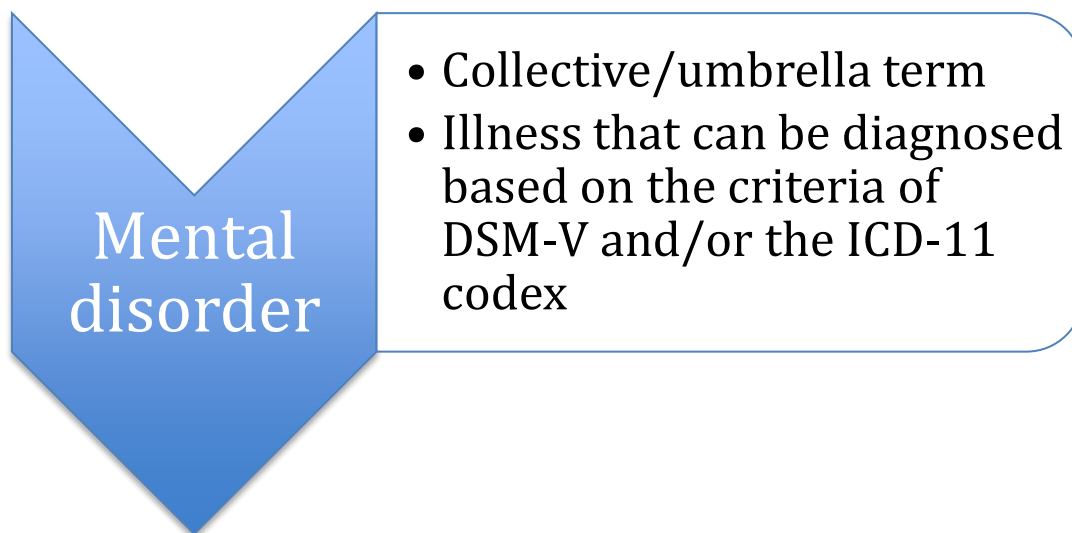 Mental
disorder
• Collective/umbrella term
• Illness that can be diagnosed
based on the criteria of
DSM-V and/or the ICD-11
codex